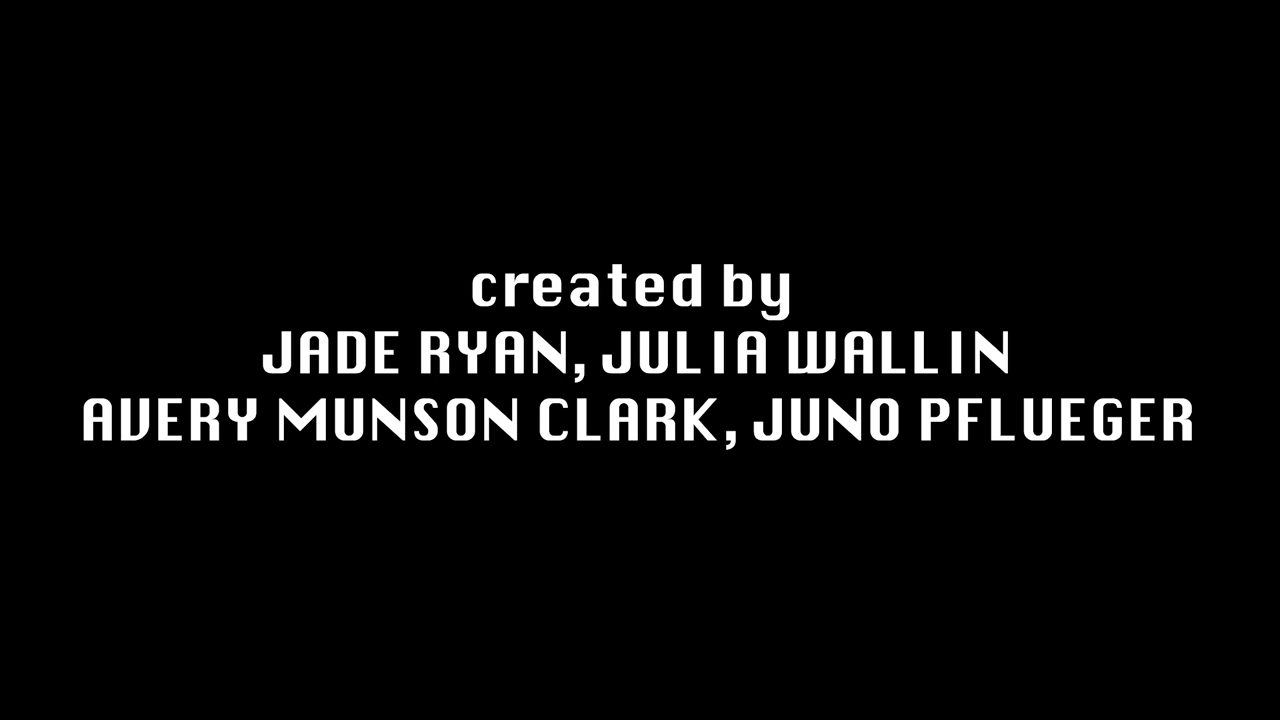 created by
JADE RYAN, JULIA WALLIN
AVERY MUNSON CLARK, JUNO PFLUEGER